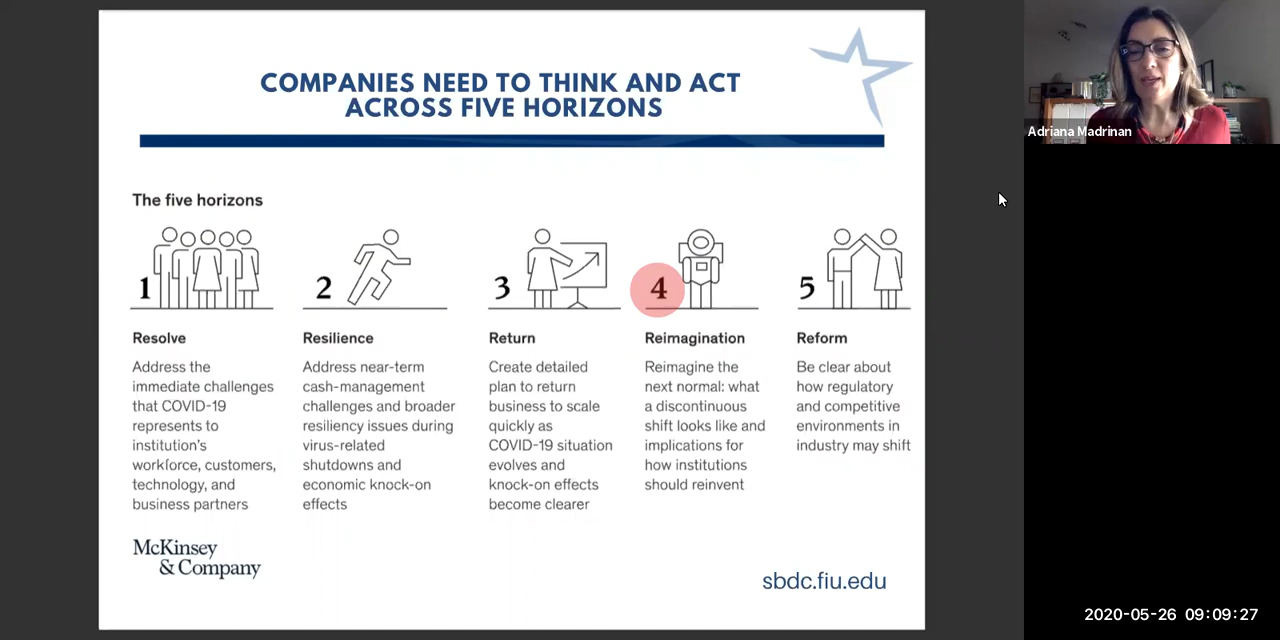 COMPANIES NEED TO THINK AND ACT
ACROSS FIVE HORIZONS
Adriana Madrinan
The five horizons
1
2
3
4
5
Resolve
Address the
immediate challenges
that COVID-19
represents to
institution's
workforce, customers,
technology, and
business partners
Resilience
Address near-term
cash-management
challenges and broader
resiliency issues during
virus-related
shutdowns and
economic knock-on
effects
Return
Create detailed
plan to return
business to scale
quickly as
COVID-19 situation
evolves and
knock-on effects
become clearer
Reimagination
Reimagine the
next normal: what
a discontinuous
shift looks like and
implications for
how institutions
should reinvent
Reform
Be clear about
how regulatory
and competitive
environments in
industry may shift
McKinsey
& Company
sbdc.fiu.edu
2020-05-26 09:09:27